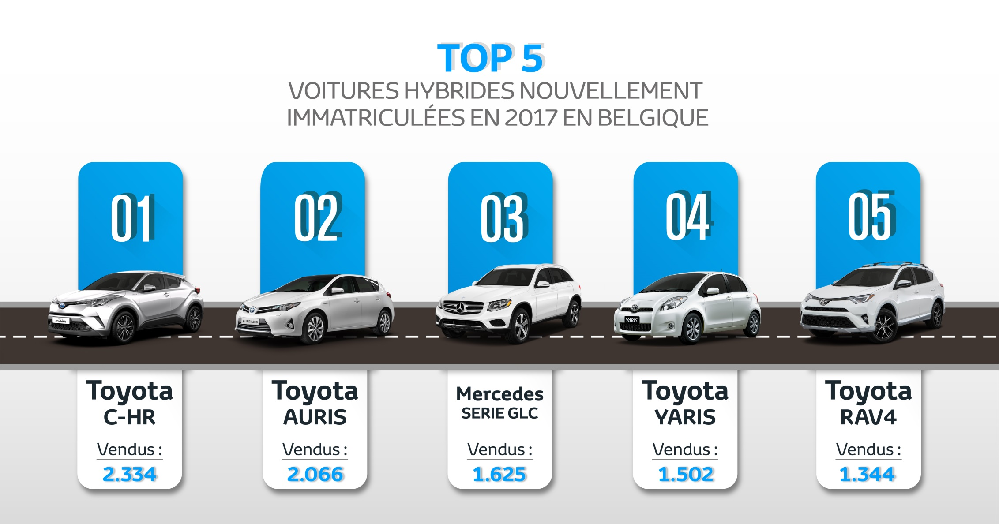 TOP 5
VOITURES HYBRIDES NOUVELLEMENT
IMMATRICULÉES EN 2017 EN BELGIQUE
01
02
03
04
05
C-HR
AURIS HYBRID
YARIS
Toyota
C-HR
Vendus :
2.334
Toyota
AURIS
Vendus :
2.066
Mercedes
SERIE GLC
Vendus :
1.625
Toyota
YARIS
Vendus :
1.502
Toyota
RAV4
Vendus :
1.344